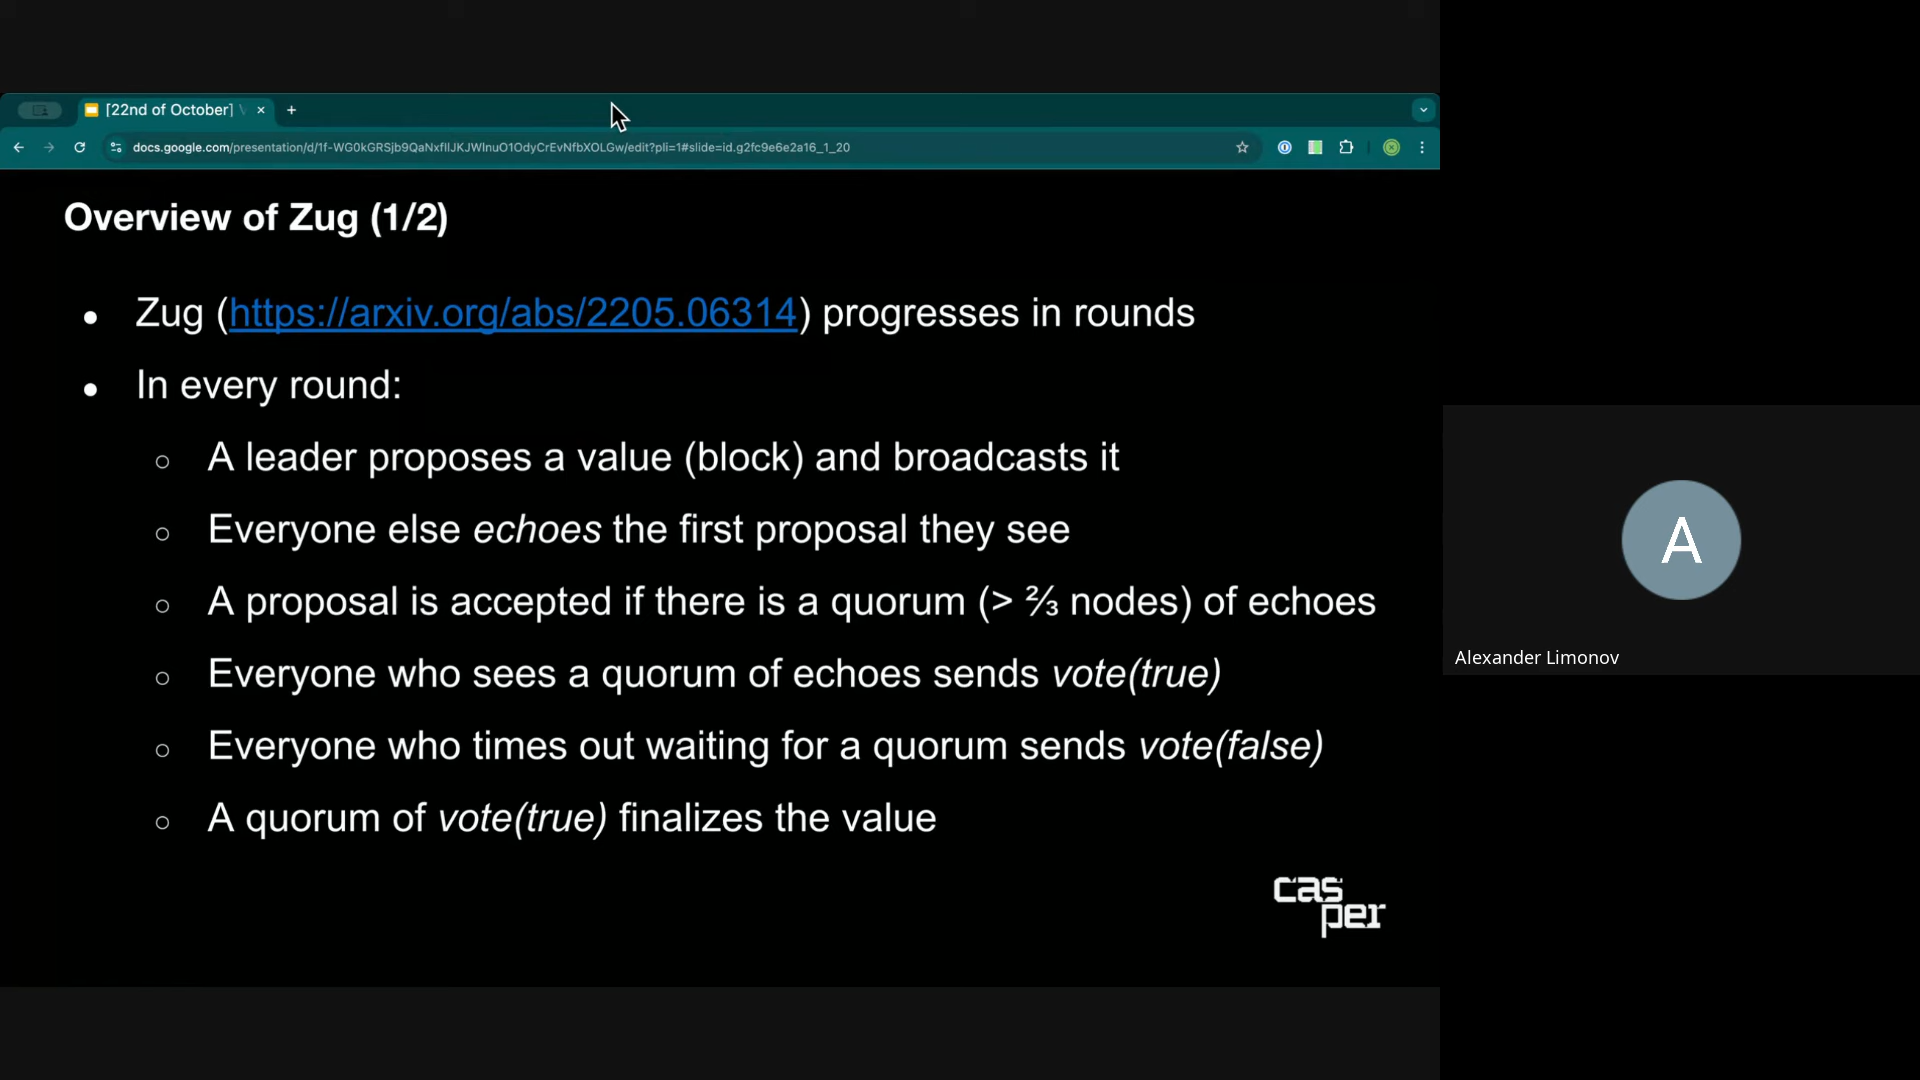 [22nd of October]
docs.google.com/presentation/d/1f-WG0kGRSjb9QaNxfIIJKJWInuO1OdyCrEvNfbXOLGw/edit?pli=1#slide=id.g2fc9e6e2a16_1_20
Overview of Zug (1/2)
● Zug (https://arxiv.org/abs/2205.06314) progresses in rounds
● In every round:
○ A leader proposes a value (block) and broadcasts it
○ Everyone else echoes the first proposal they see
○ A proposal is accepted if there is a quorum (> ⅔ nodes) of echoes
○ Everyone who sees a quorum of echoes sends vote(true)
○ Everyone who times out waiting for a quorum sends vote(false)
○ A quorum of vote(true) finalizes the value
cas
per
A
Alexander Limonov